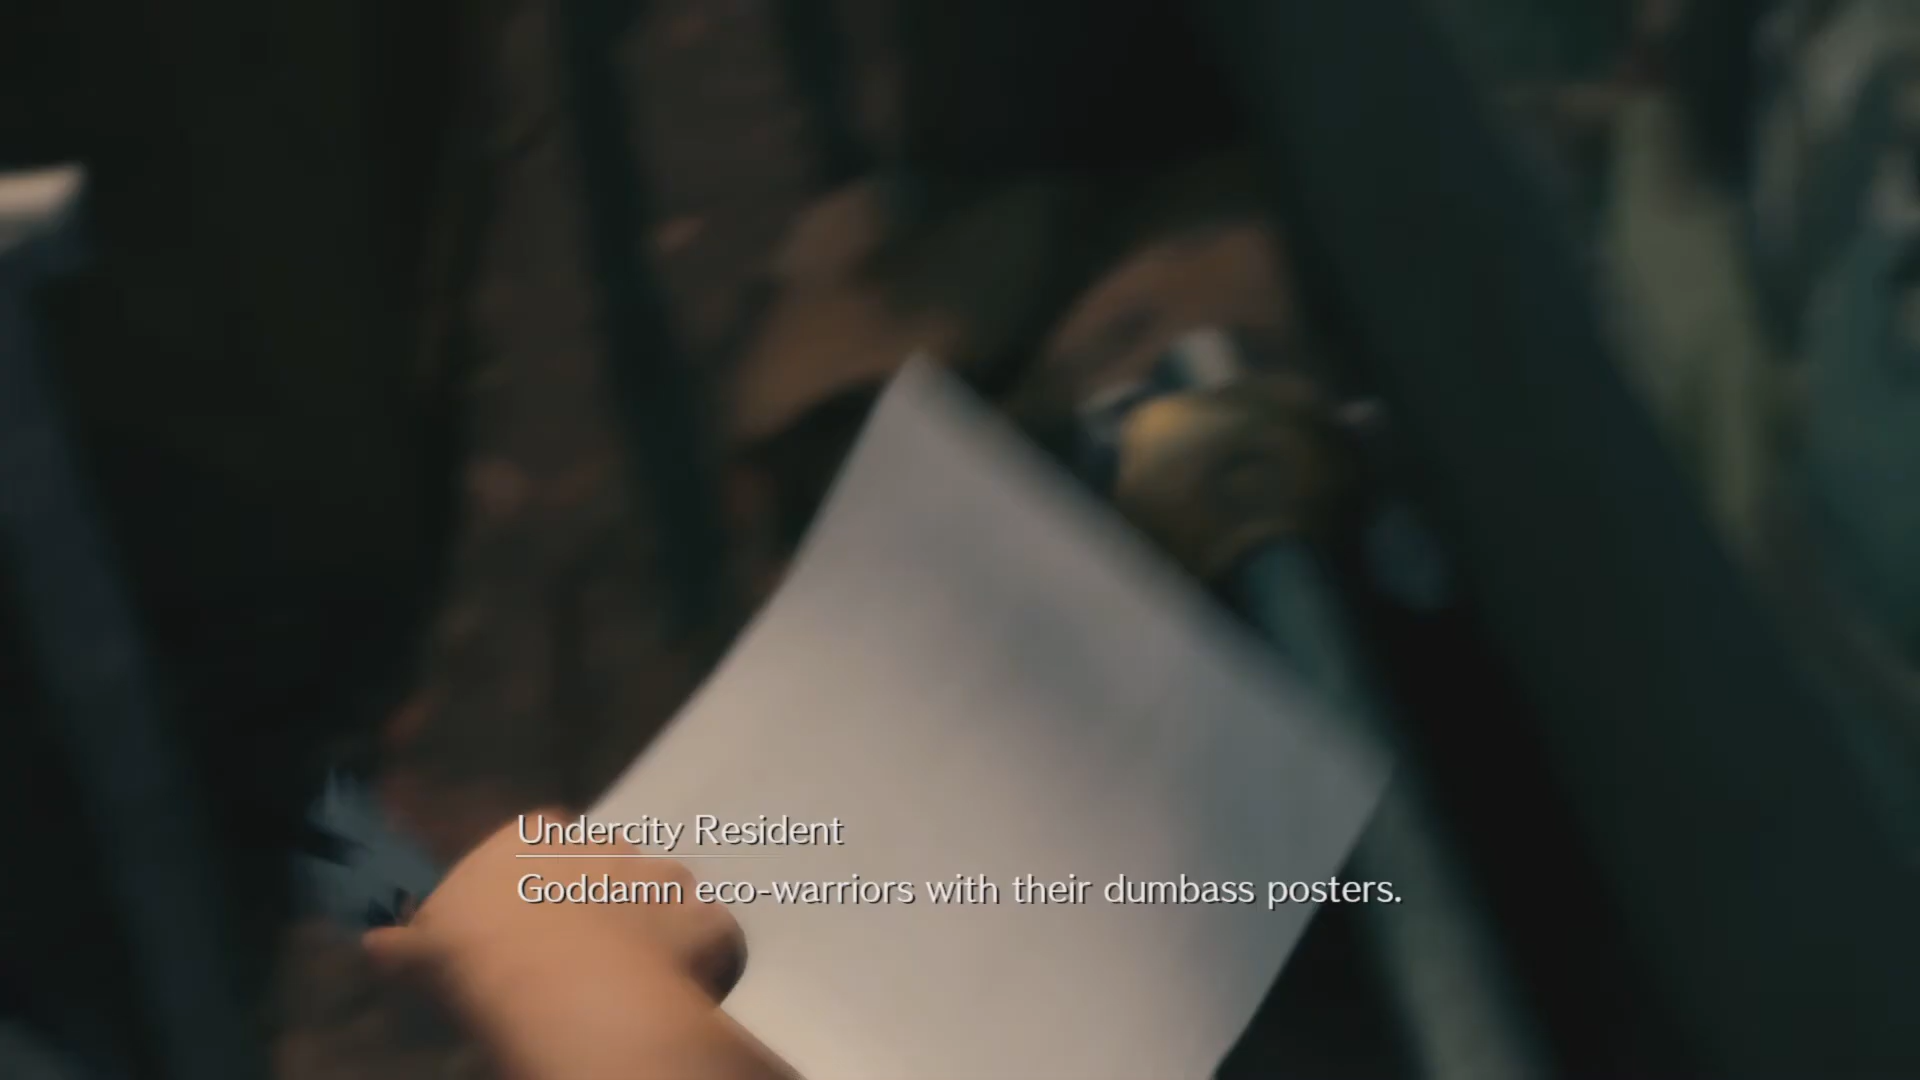 Undercity Resident
Goddamn eco-warriors with their dumbass posters.